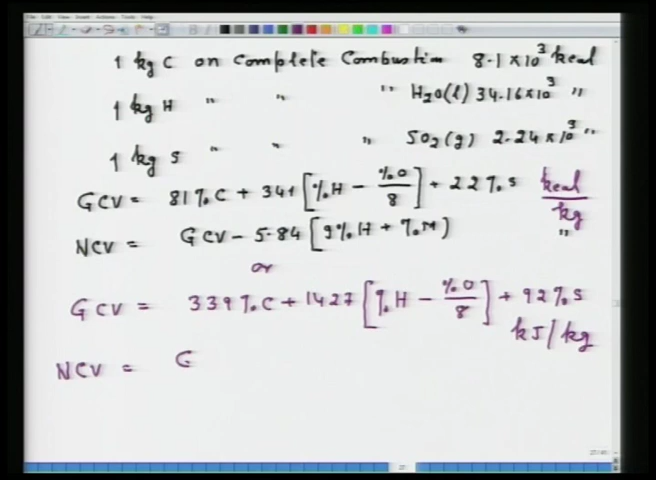 1 kg C on Complete Combustion 8.1 × 10³ kcal
1 kg H " " " H₂O(l) 34.16 × 10³ "
1 kg S " " " SO₂(g) 2.24 × 10³ "
GCV = 81 %C + 341 [%H − %O/8] + 22 %S kcal/kg
NCV = GCV − 5.84 [9%H + %M] "
or
GCV = 339 %C + 1427 [%H − %O/8] + 92 %S
kJ/kg
NCV = G